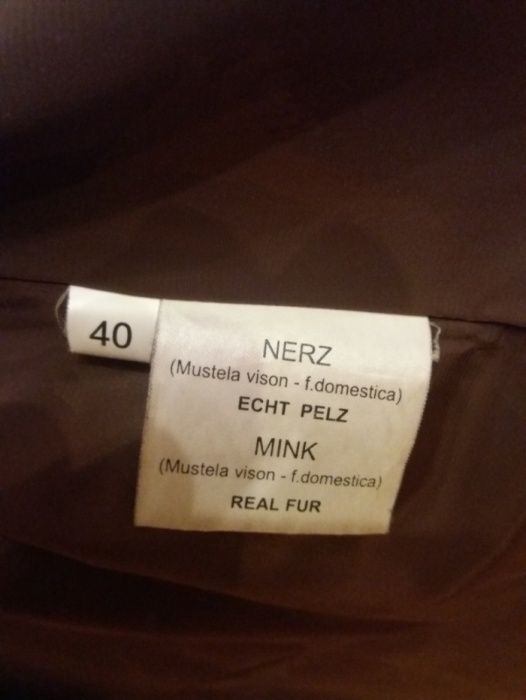 40
NERZ
(Mustela vison - f.domestica)
ECHT PELZ
MINK
(Mustela vison - f.domestica)
REAL FUR